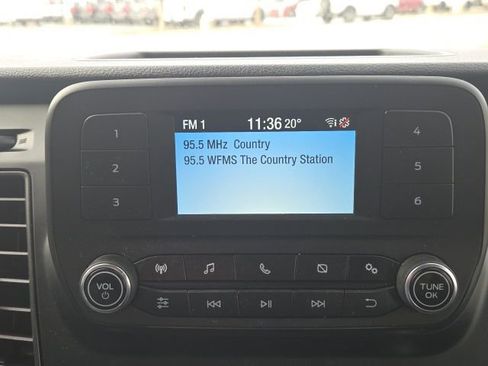 FM 1 11:36 20°
95.5 MHz Country
95.5 WFMS The Country Station
1
2
3
4
5
6
VOL
TUNE
OK